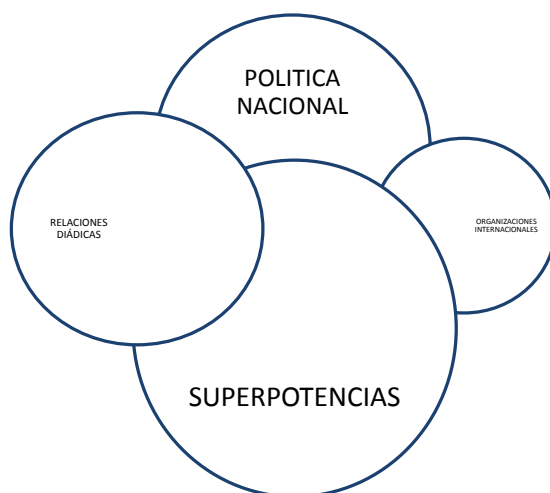 POLITICA
NACIONAL
RELACIONES
DIÁDICAS
ORGANIZACIONES
INTERNACIONALES
SUPERPOTENCIAS